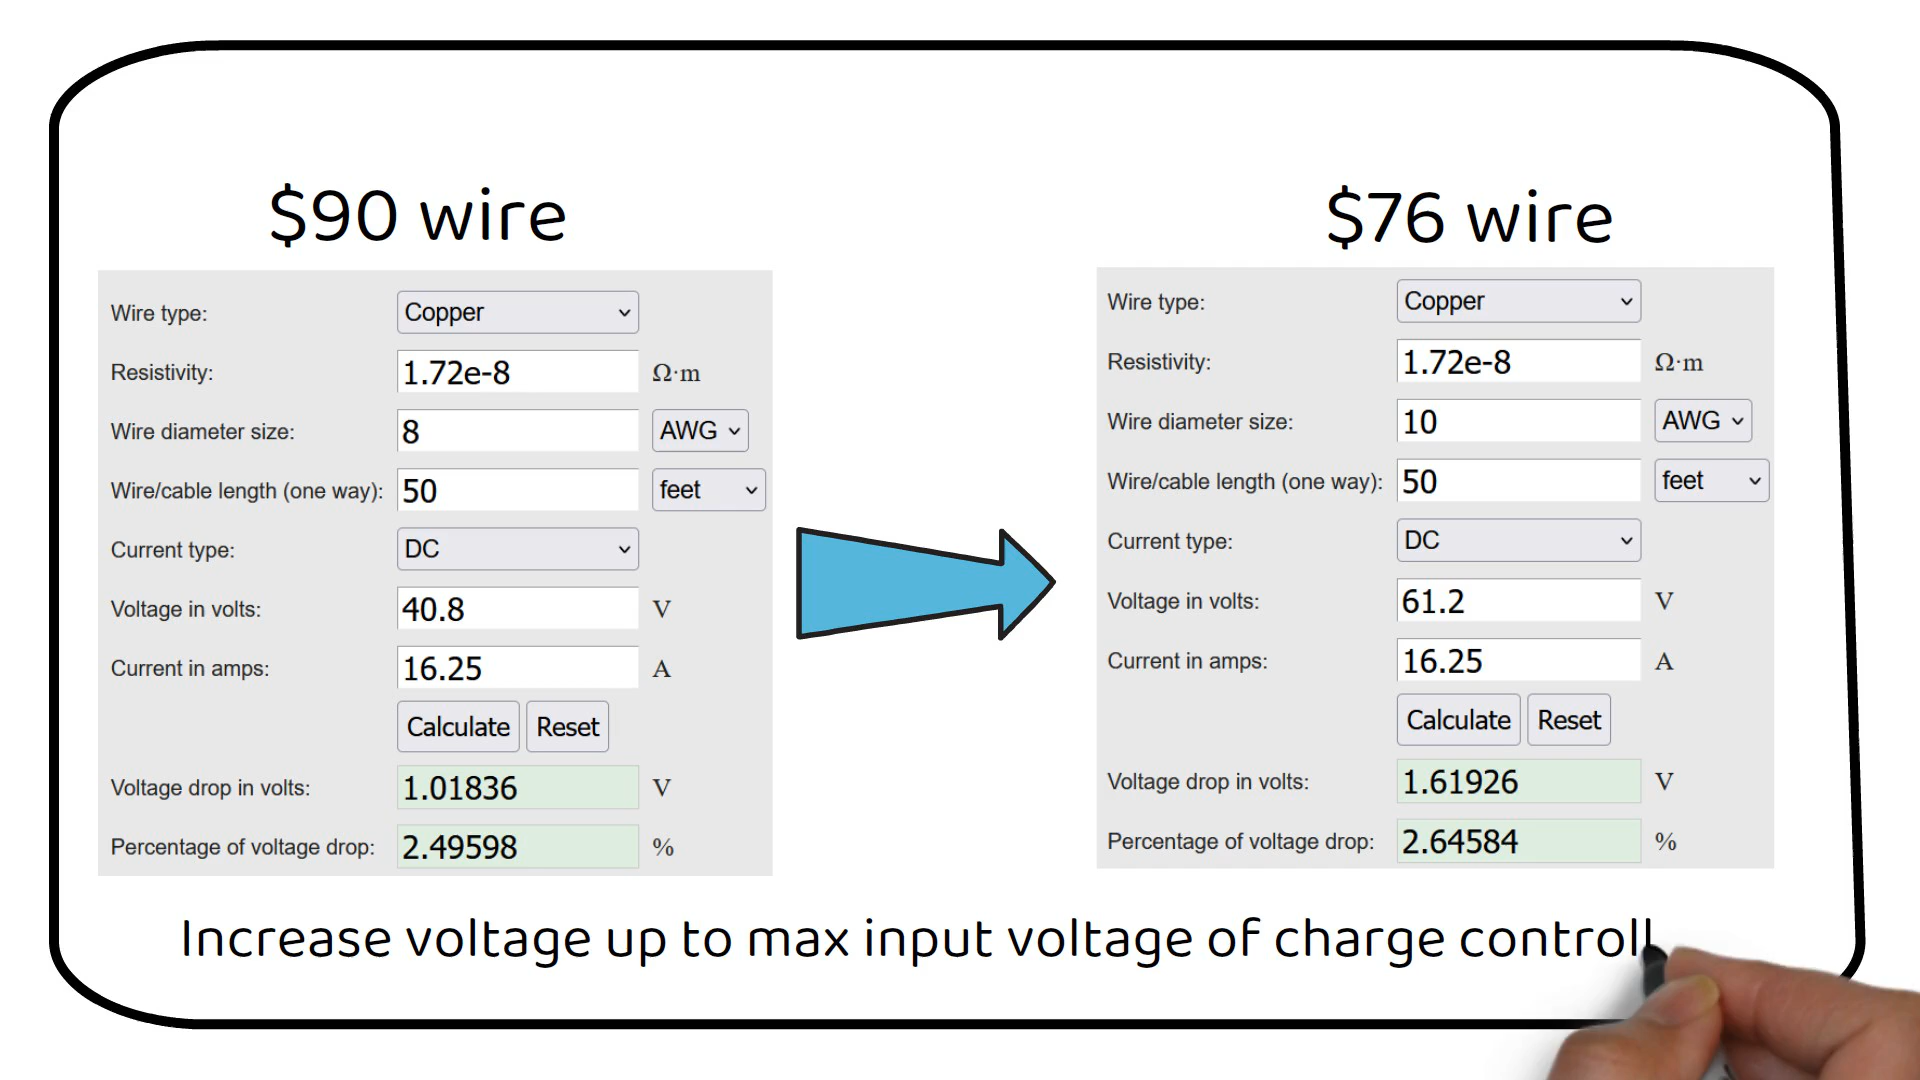 $90 wire
Wire type: Copper
Resistivity: 1.72e-8 Ω·m
Wire diameter size: 8 AWG
Wire/cable length (one way): 50 feet
Current type: DC
Voltage in volts: 40.8 V
Current in amps: 16.25 A
Calculate Reset
Voltage drop in volts: 1.01836 V
Percentage of voltage drop: 2.49598 %
$76 wire
Wire type: Copper
Resistivity: 1.72e-8 Ω·m
Wire diameter size: 10 AWG
Wire/cable length (one way): 50 feet
Current type: DC
Voltage in volts: 61.2 V
Current in amps: 16.25 A
Calculate Reset
Voltage drop in volts: 1.61926 V
Percentage of voltage drop: 2.64584 %
Increase voltage up to max input voltage of charge controll